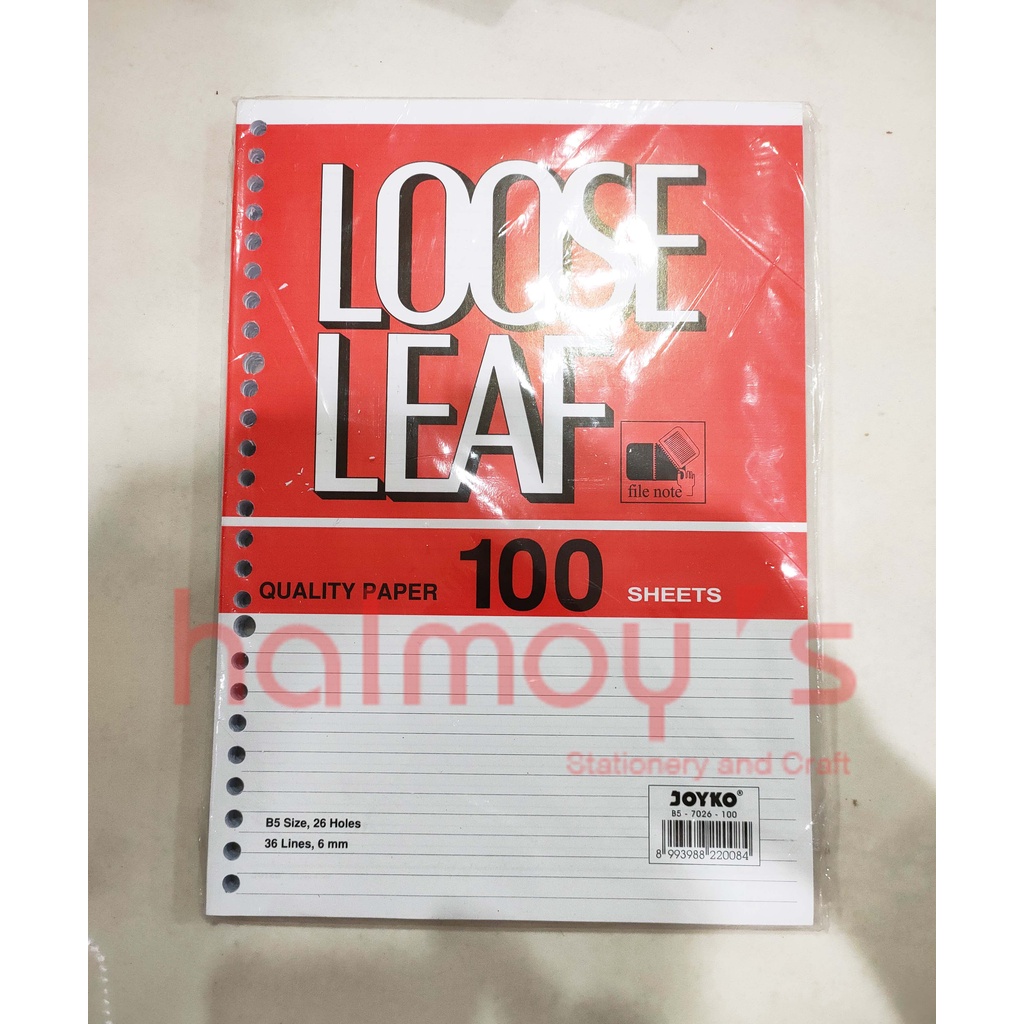 LOOSE
LEAF
file note
QUALITY PAPER 100 SHEETS
halmoy's
Stationery and Craft
B5 Size, 26 Holes
36 Lines, 6 mm
JOYKO®
B5 - 7026 - 100
8 993988 220084